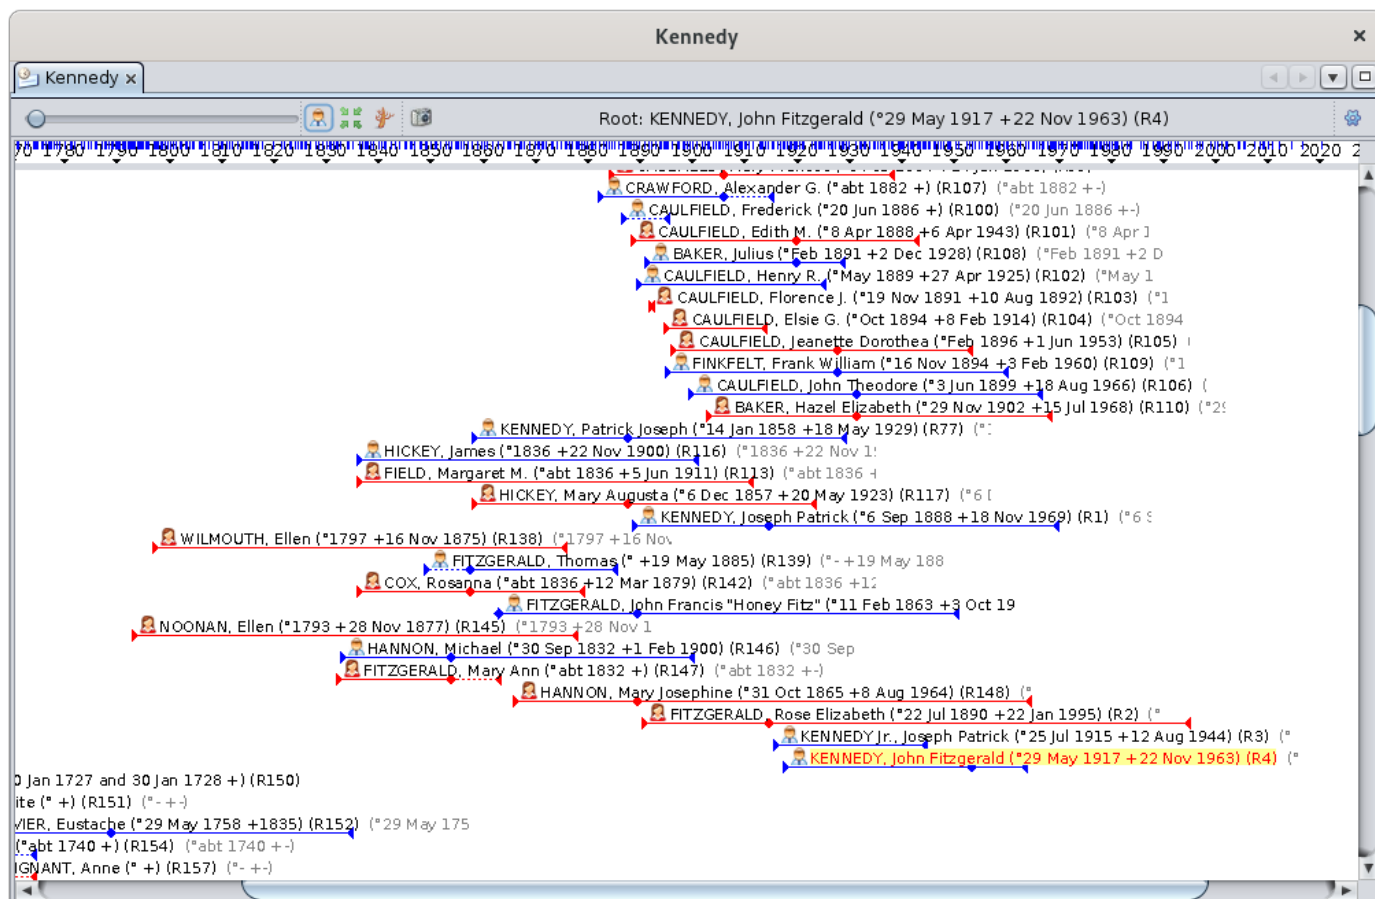 Kennedy
Kennedy
Root: KENNEDY, John Fitzgerald (°29 May 1917 +22 Nov 1963) (R4)
70 1780 1790 1800 1810 1820 1830 1840 1850 1860 1870 1880 1890 1900 1910 1920 1930 1940 1950 1960 1970 1980 1990 2000 2010 2020 2
CRAWFORD, Alexander G. (°abt 1882 +) (R107) (°abt 1882 +-)
CAULFIELD, Frederick (°20 Jun 1886 +) (R100) (°20 Jun 1886 +-)
CAULFIELD, Edith M. (°8 Apr 1888 +6 Apr 1943) (R101) (°8 Apr 1
BAKER, Julius (°Feb 1891 +2 Dec 1928) (R108) (°Feb 1891 +2 D
CAULFIELD, Henry R. (°May 1889 +27 Apr 1925) (R102) (°May 1
CAULFIELD, Florence J. (°19 Nov 1891 +10 Aug 1892) (R103) (°1
CAULFIELD, Elsie G. (°Oct 1894 +8 Feb 1914) (R104) (°Oct 1894
CAULFIELD, Jeanette Dorothea (°Feb 1896 +1 Jun 1953) (R105)
FINKFELT, Frank William (°16 Nov 1894 +3 Feb 1960) (R109) (°1
CAULFIELD, John Theodore (°3 Jun 1899 +18 Aug 1966) (R106) (
BAKER, Hazel Elizabeth (°29 Nov 1902 +15 Jul 1968) (R110) (°29
KENNEDY, Patrick Joseph (°14 Jan 1858 +18 May 1929) (R77) (°
HICKEY, James (°1836 +22 Nov 1900) (R116) (°1836 +22 Nov 1
FIELD, Margaret M. (°abt 1836 +5 Jun 1911) (R113) (°abt 1836 +
HICKEY, Mary Augusta (°6 Dec 1857 +20 May 1923) (R117) (°6
KENNEDY, Joseph Patrick (°6 Sep 1888 +18 Nov 1969) (R1) (°6 S
WILMOUTH, Ellen (°1797 +16 Nov 1875) (R138) (°1797 +16 Nov
FITZGERALD, Thomas (° +19 May 1885) (R139) (°- +19 May 188
COX, Rosanna (°abt 1836 +12 Mar 1879) (R142) (°abt 1836 +12
FITZGERALD, John Francis "Honey Fitz" (°11 Feb 1863 +3 Oct 19
NOONAN, Ellen (°1793 +28 Nov 1877) (R145) (°1793 +28 Nov 1
HANNON, Michael (°30 Sep 1832 +1 Feb 1900) (R146) (°30 Sep
FITZGERALD, Mary Ann (°abt 1832 +) (R147) (°abt 1832 +-)
HANNON, Mary Josephine (°31 Oct 1865 +8 Aug 1964) (R148) (°
FITZGERALD, Rose Elizabeth (°22 Jul 1890 +22 Jan 1995) (R2) (°
KENNEDY Jr., Joseph Patrick (°25 Jul 1915 +12 Aug 1944) (R3) (°
KENNEDY, John Fitzgerald (°29 May 1917 +22 Nov 1963) (R4) (°
0 Jan 1727 and 30 Jan 1728 +) (R150)
ite (° +) (R151) (°- +-)
VIER, Eustache (°29 May 1758 +1835) (R152) (°29 May 175
(°abt 1740 +) (R154) (°abt 1740 +-)
IGNANT, Anne (° +) (R157) (°- +-)